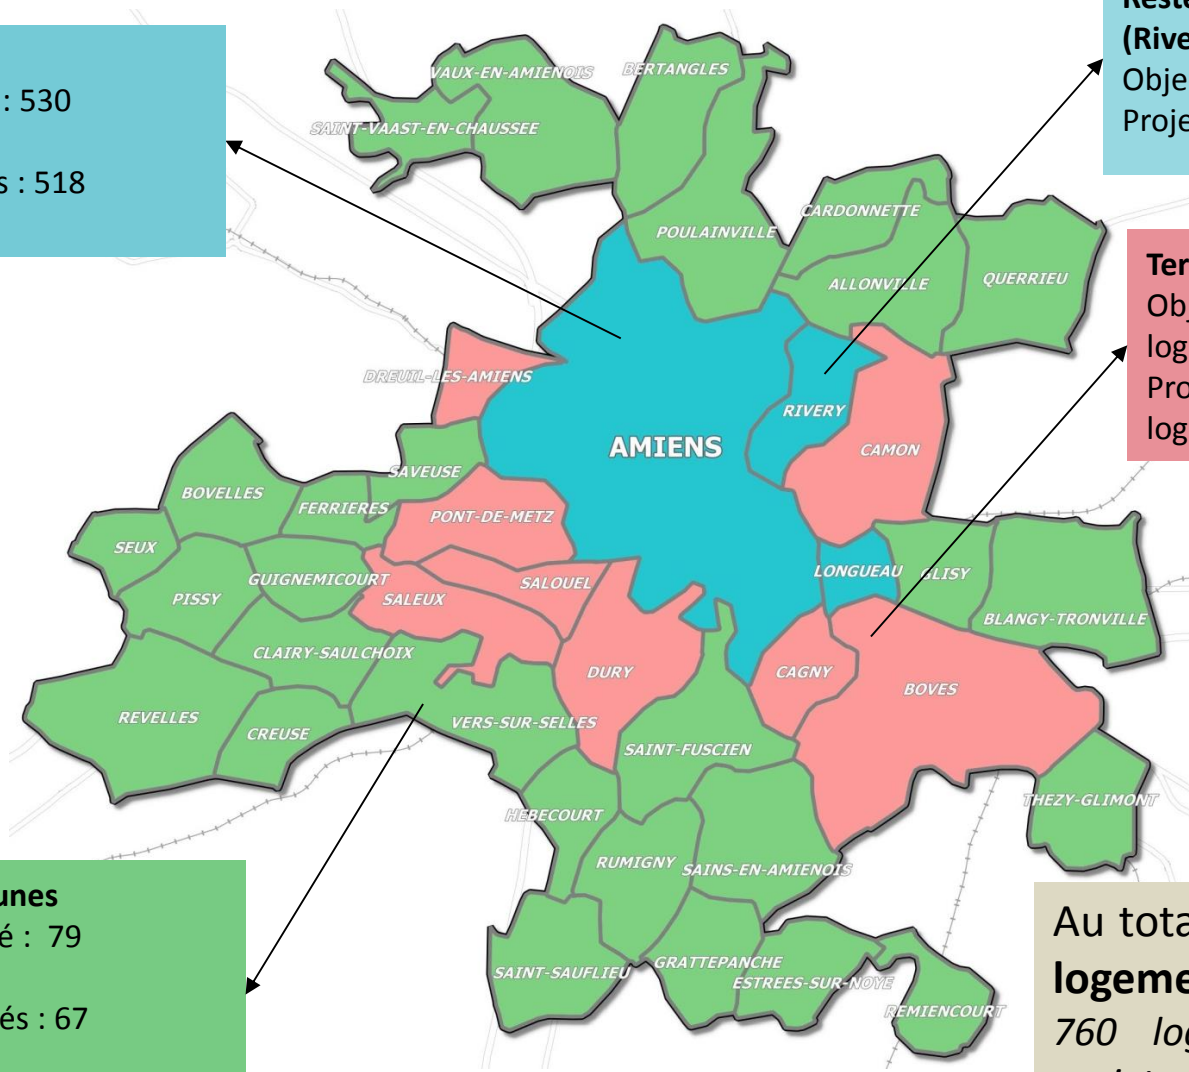 : 530
s : 518
(Rive
Obje
Proje
Ter
Obj
log
Pro
log
unes
é : 79
és : 67
Au tota
logeme
760 log
VAUX-EN-AMIENOIS
BERTANGLES
SAINT-VAAST-EN-CHAUSSEE
CARDONNETTE
POULAINVILLE
ALLONVILLE
QUERRIEU
DREUIL-LES-AMIENS
RIVERY
AMIENS
CAMON
SAVEUSE
BOVELLES
FERRIERES
PONT-DE-METZ
SEUX
GUIGNEMICOURT
SALOUEL
LONGUEAU
GLISY
PISSY
SALEUX
BLANGY-TRONVILLE
CLAIRY-SAULCHOIX
DURY
CAGNY
BOVES
REVELLES
CREUSE
VERS-SUR-SELLES
SAINT-FUSCIEN
HEBECOURT
THEZY-GLIMONT
RUMIGNY
SAINS-EN-AMIENOIS
SAINT-SAUFLIEU
GRATTEPANCHE
ESTREES-SUR-NOYE
REMIENCOURT